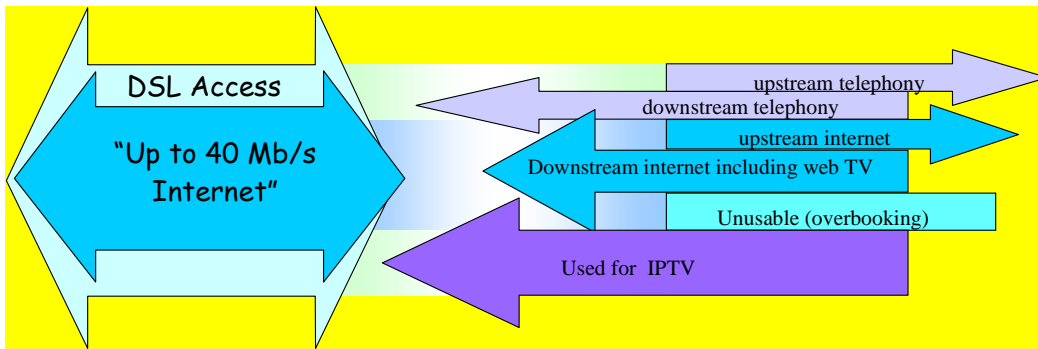 DSL Access
“Up to 40 Mb/s
Internet”
upstream telephony
downstream telephony
upstream internet
Downstream internet including web TV
Unusable (overbooking)
Used for IPTV